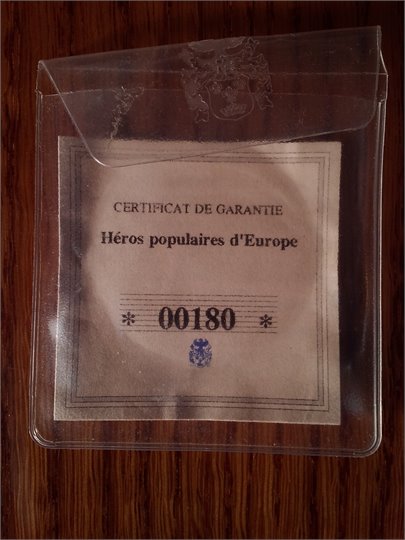 CERTIFICAT DE GARANTIE
Héros populaires d'Europe
* 00180 *